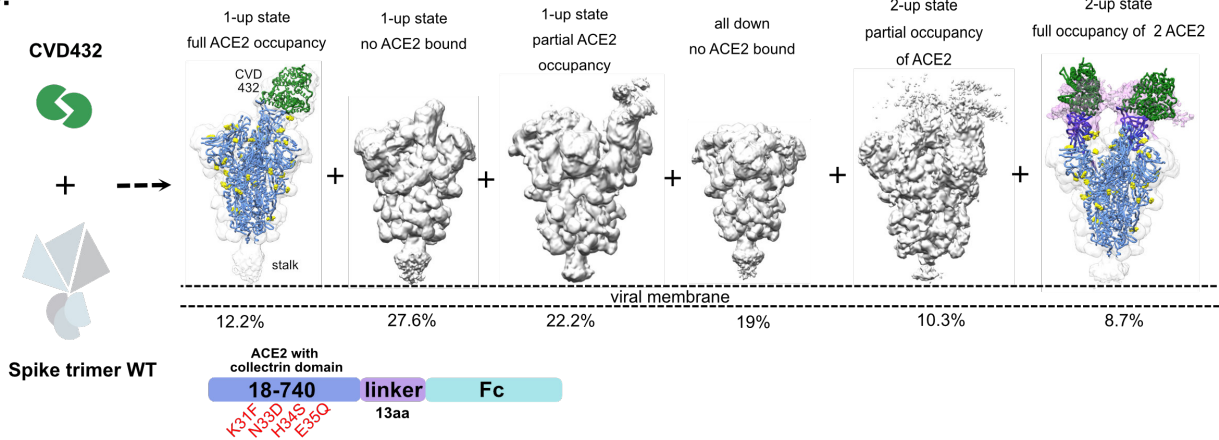 CVD432
+
Spike trimer WT
1-up state
full ACE2 occupancy
CVD
432
stalk
+
1-up state
no ACE2 bound
+
1-up state
partial ACE2
occupancy
+
all down
no ACE2 bound
+
2-up state
partial occupancy
of ACE2
+
2-up state
full occupancy of 2 ACE2
viral membrane
12.2%
27.6%
22.2%
19%
10.3%
8.7%
ACE2 with
collectrin domain
18-740
linker
Fc
13aa
K31F
N33D
H34S
E35Q